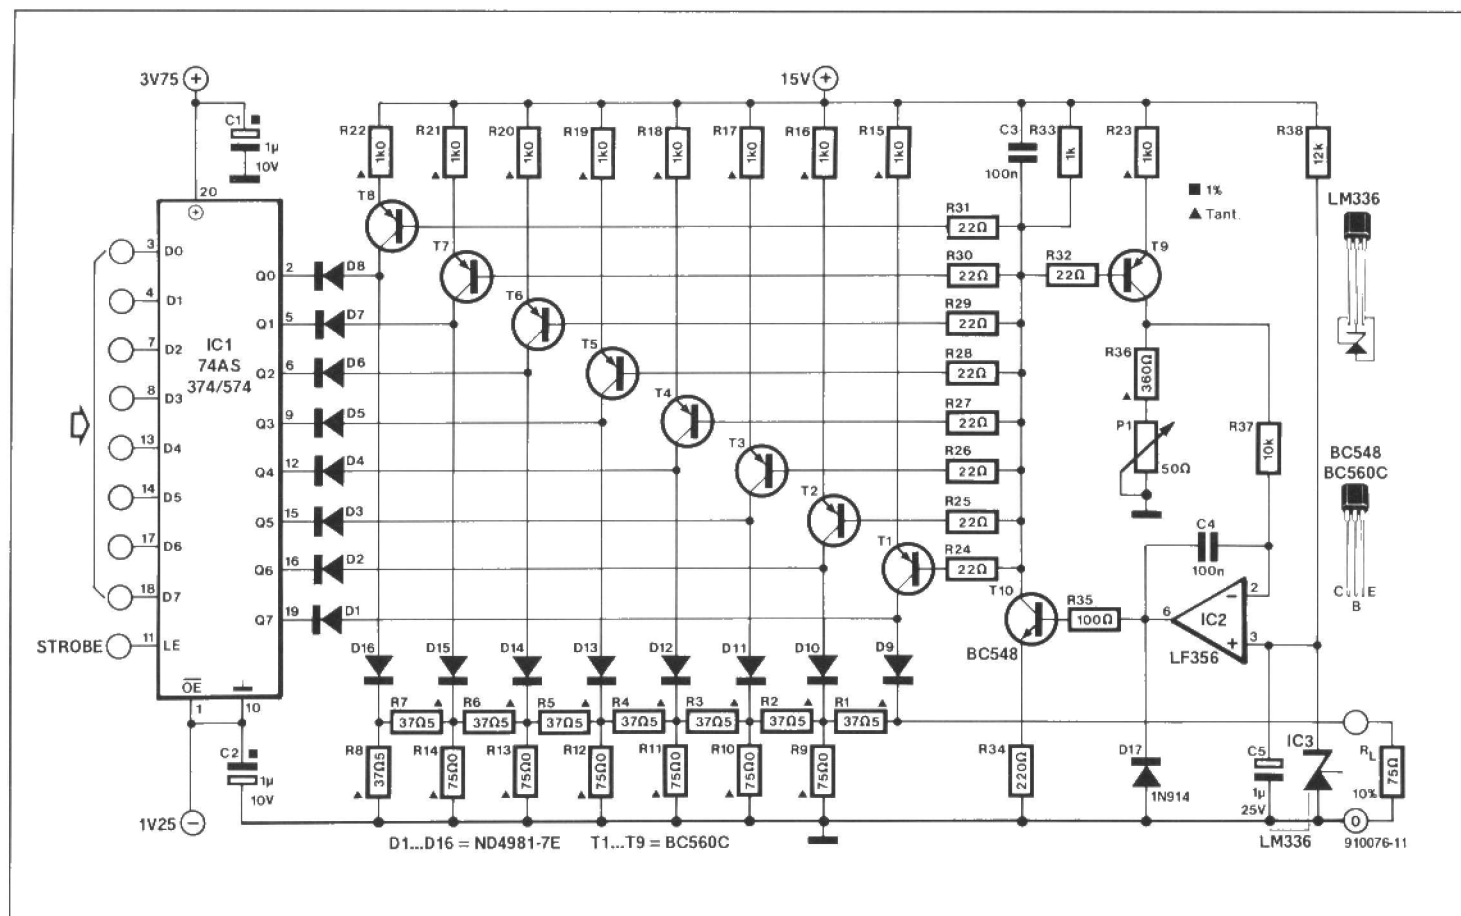 3V75
15V
C1
1µ
10V
R22
1k0
R21
1k0
R20
1k0
R19
1k0
R18
1k0
R17
1k0
R16
1k0
R15
1k0
C3
100n
R33
1k
R23
1k0
R38
12k
■ 1%
▲ Tant.
LM336
20
3
D0
4
D1
7
D2
8
D3
13
D4
14
D5
17
D6
18
D7
STROBE
11
LE
OE
1
10
IC1
74AS
374/574
Q0
2
D8
Q1
5
D7
Q2
6
D6
Q3
9
D5
Q4
12
D4
Q5
15
D3
Q6
16
D2
Q7
19
D1
T8
T7
T6
T5
T4
T3
T2
T1
R31
22Ω
R30
22Ω
R29
22Ω
R28
22Ω
R27
22Ω
R26
22Ω
R25
22Ω
R24
22Ω
R32
22Ω
T9
R36
360Ω
P1
50Ω
R37
10k
BC548
BC560C
C
B
E
C4
100n
T10
BC548
R35
100Ω
6
2
3
IC2
LF356
D16
D15
D14
D13
D12
D11
D10
D9
R7
37Ω5
R6
37Ω5
R5
37Ω5
R4
37Ω5
R3
37Ω5
R2
37Ω5
R1
37Ω5
R8
37Ω5
R14
75Ω0
R13
75Ω0
R12
75Ω0
R11
75Ω0
R10
75Ω0
R9
75Ω0
R34
220Ω
D17
1N914
C5
1µ
25V
IC3
LM336
RL
75Ω
10%
0
C2
1µ
10V
1V25
D1...D16 = ND4981-7E T1...T9 = BC560C
910076-11